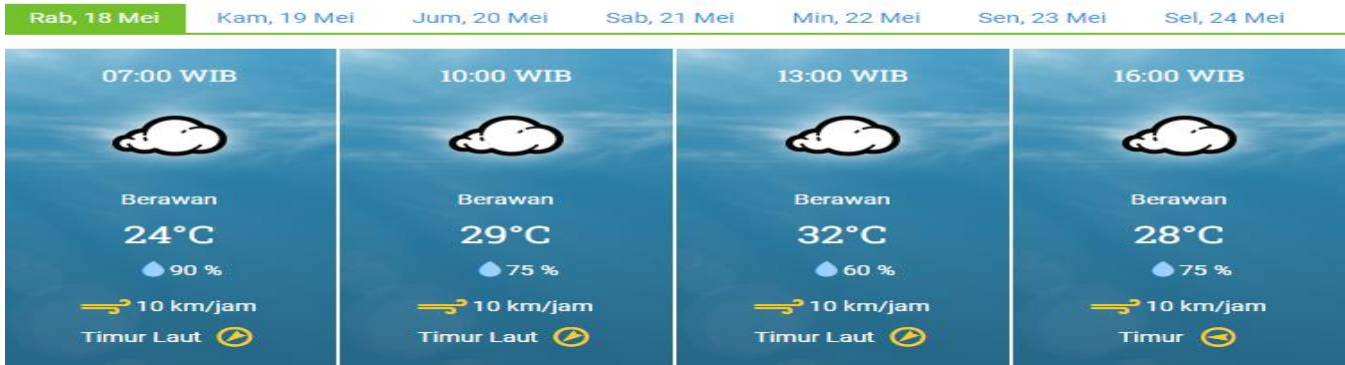 Rab, 18 Mei Kam, 19 Mei Jum, 20 Mei Sab, 21 Mei Min, 22 Mei Sen, 23 Mei Sel, 24 Mei
07:00 WIB
Berawan
24°C
90 %
10 km/jam
Timur Laut
10:00 WIB
Berawan
29°C
75 %
10 km/jam
Timur Laut
13:00 WIB
Berawan
32°C
60 %
10 km/jam
Timur Laut
16:00 WIB
Berawan
28°C
75 %
10 km/jam
Timur